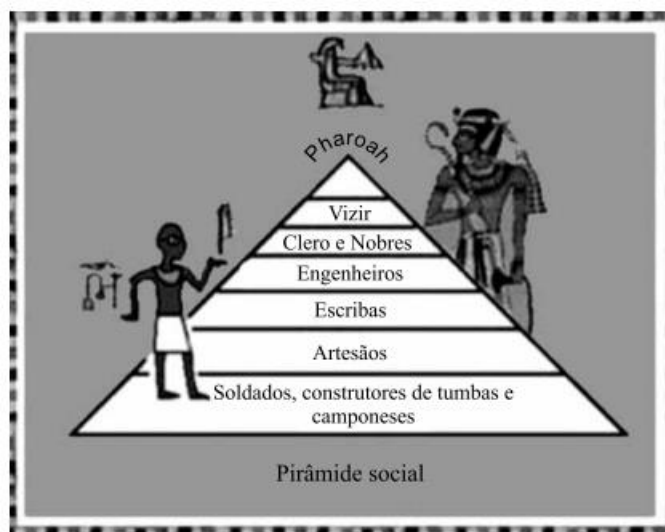 Pharoah
Vizir
Clero e Nobres
Engenheiros
Escribas
Artesãos
Soldados, construtores de tumbas e
camponeses
Pirâmide social